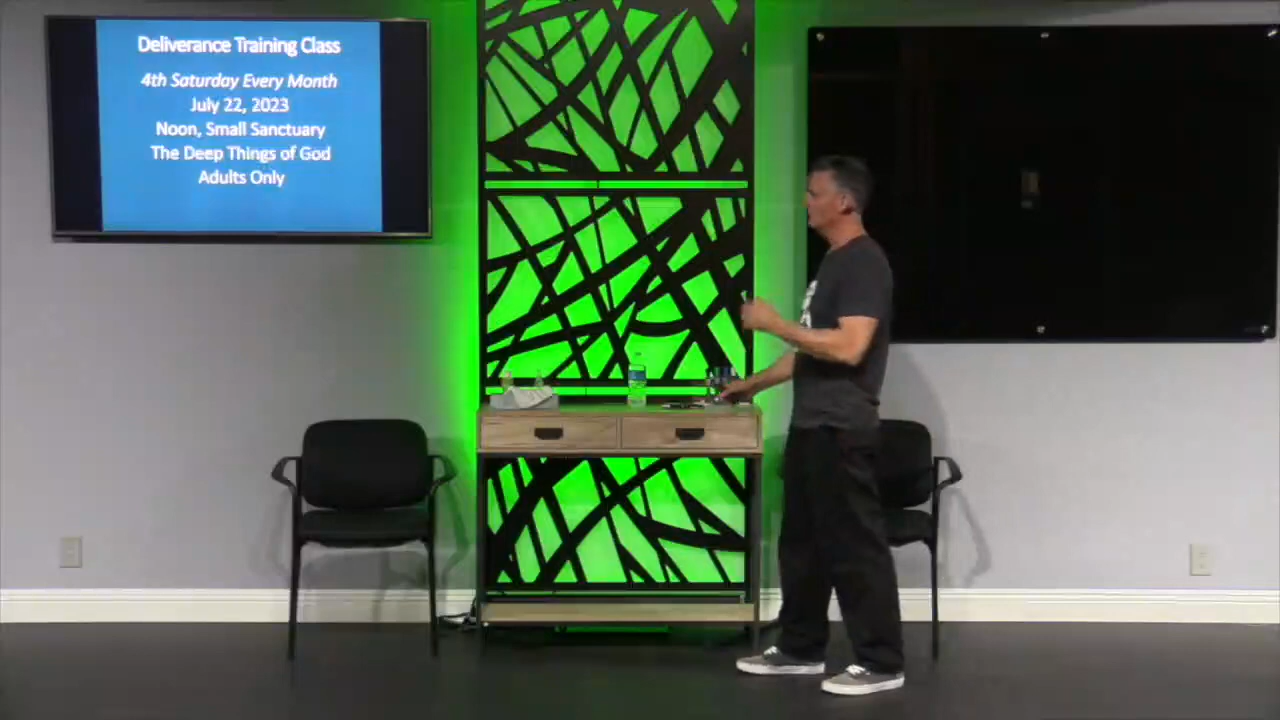 Deliverance Training Class
4th Saturday Every Month
July 22, 2023
Noon, Small Sanctuary
The Deep Things of God
Adults Only